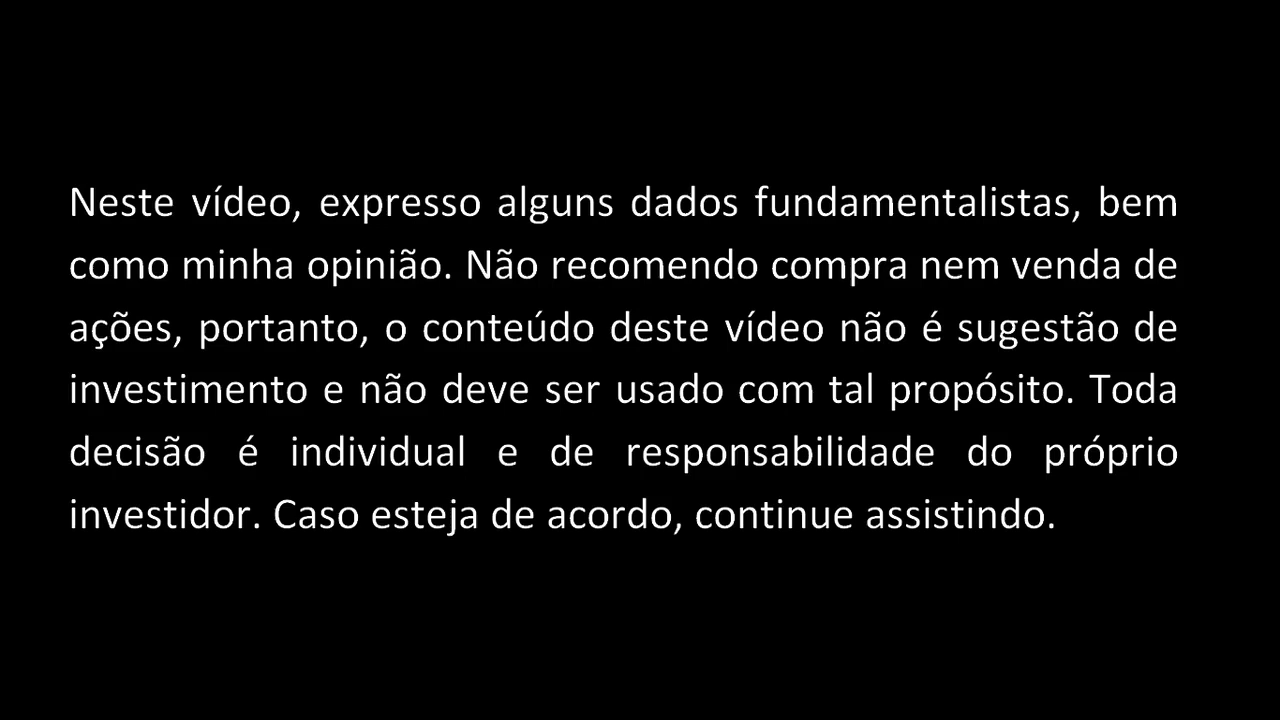 Neste vídeo, expresso alguns dados fundamentalistas, bem
como minha opinião. Não recomendo compra nem venda de
ações, portanto, o conteúdo deste vídeo não é sugestão de
investimento e não deve ser usado com tal propósito. Toda
decisão é individual e de responsabilidade do próprio
investidor. Caso esteja de acordo, continue assistindo.